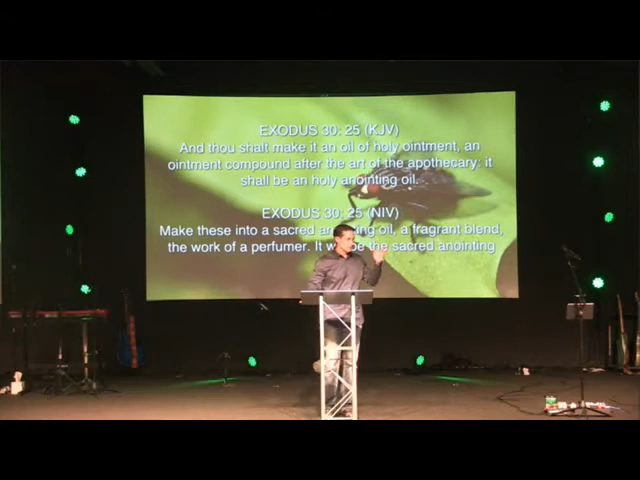 EXODUS 30: 25 (KJV)
And thou shalt make it an oil of holy ointment, an
ointment compound after the art of the apothecary: it
shall be an holy anointing oil.
EXODUS 30: 25 (NIV)
Make these into a sacred an ing oil, a fragrant blend,
the work of a perfumer. It w be the sacred anointing